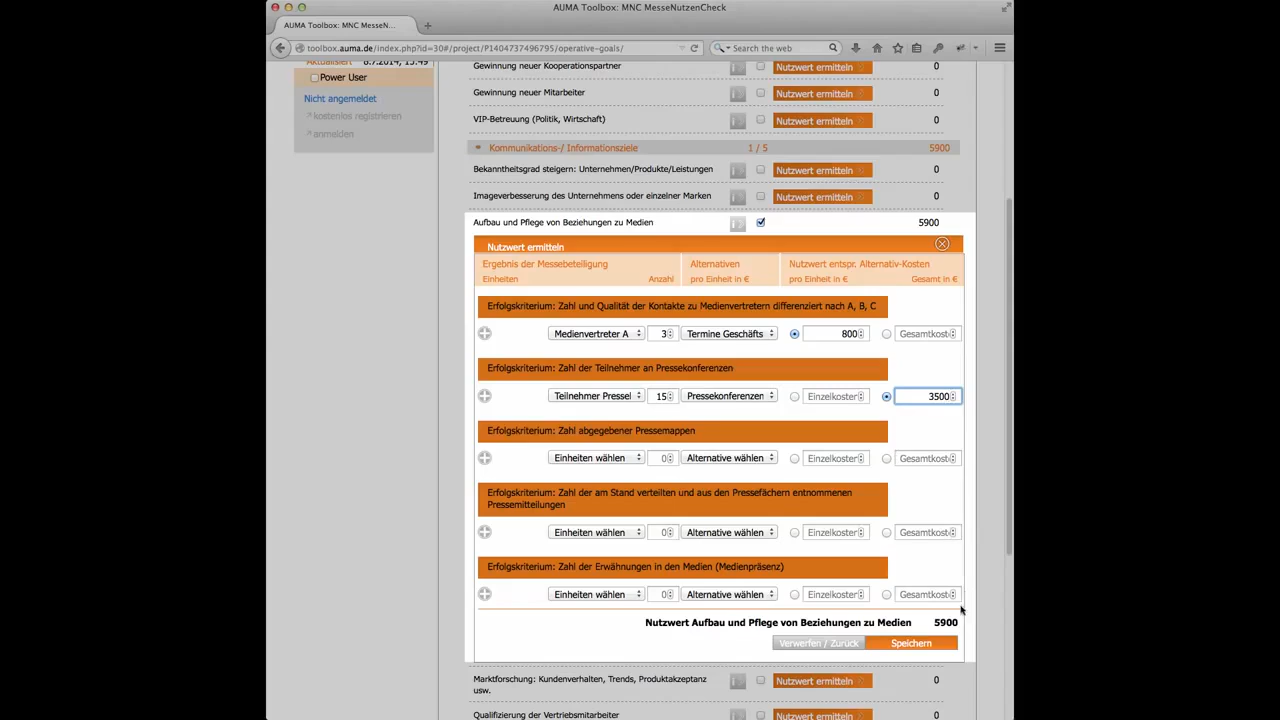 AUMA Toolbox: MNC MesseNutzenCheck
AUMA Toolbox: MNC MesseN...
toolbox.auma.de/index.php?id=30#/project/P1404737496795/operative-goals/
Search the web
8.7.2014, 13:49
Power User
Nicht angemeldet
kostenlos registrieren
anmelden
Gewinnung neuer Kooperationspartner Nutzwert ermitteln 0
Gewinnung neuer Mitarbeiter Nutzwert ermitteln 0
VIP-Betreuung (Politik, Wirtschaft) Nutzwert ermitteln 0
Kommunikations-/ Informationsziele 1 / 5 5900
Bekanntheitsgrad steigern: Unternehmen/Produkte/Leistungen Nutzwert ermitteln 0
Imageverbesserung des Unternehmens oder einzelner Marken Nutzwert ermitteln 0
Aufbau und Pflege von Beziehungen zu Medien 5900
Nutzwert ermitteln
Ergebnis der Messebeteiligung Alternativen Nutzwert entspr. Alternativ-Kosten
Einheiten Anzahl pro Einheit in € pro Einheit in € Gesamt in €
Erfolgskriterium: Zahl und Qualität der Kontakte zu Medienvertretern differenziert nach A, B, C
Medienvertreter A 3 Termine Geschäfts 800 Gesamtkost
Erfolgskriterium: Zahl der Teilnehmer an Pressekonferenzen
Teilnehmer Pressel 15 Pressekonferenzen Einzelkoster 3500
Erfolgskriterium: Zahl abgegebener Pressemappen
Einheiten wählen 0 Alternative wählen Einzelkoster Gesamtkost
Erfolgskriterium: Zahl der am Stand verteilten und aus den Pressefächern entnommenen
Pressemitteilungen
Einheiten wählen 0 Alternative wählen Einzelkoster Gesamtkost
Erfolgskriterium: Zahl der Erwähnungen in den Medien (Medienpräsenz)
Einheiten wählen 0 Alternative wählen Einzelkoster Gesamtkost
Nutzwert Aufbau und Pflege von Beziehungen zu Medien 5900
Verwerfen / Zurück Speichern
Marktforschung: Kundenverhalten, Trends, Produktakzeptanz Nutzwert ermitteln 0
usw.
Qualifizierung der Vertriebsmitarbeiter Nutzwert ermitteln 0